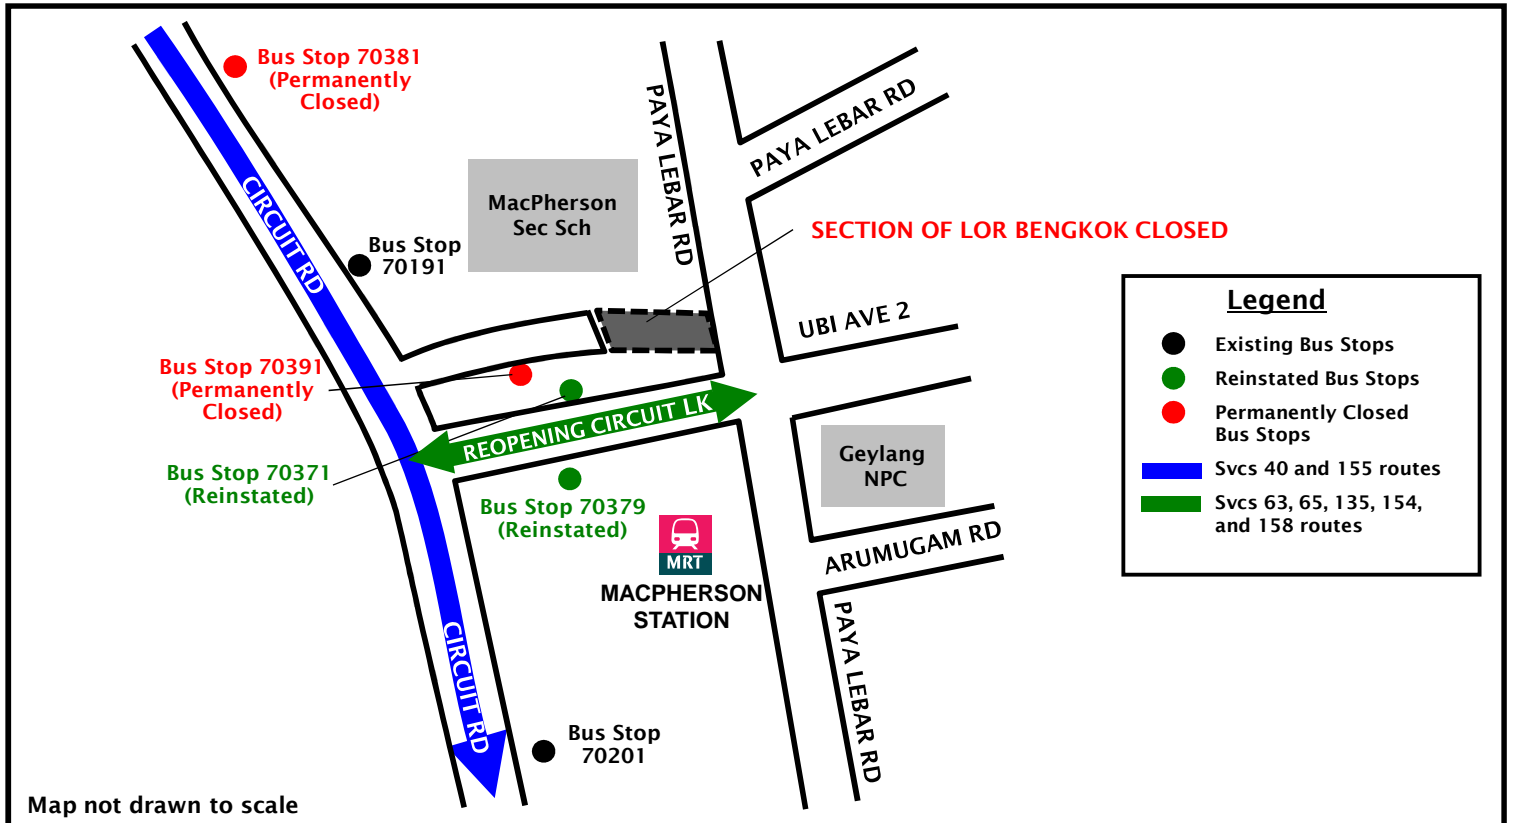 Bus Stop 70381
(Permanently
Closed)
PAYA LEBAR RD
PAYA LEBAR RD
CIRCUIT RD
MacPherson
Sec Sch
Bus Stop
70191
SECTION OF LOR BENGKOK CLOSED
UBI AVE 2
Bus Stop 70391
(Permanently
Closed)
REOPENING CIRCUIT LK
Bus Stop 70371
(Reinstated)
Bus Stop 70379
(Reinstated)
Geylang
NPC
MRT
MACPHERSON
STATION
ARUMUGAM RD
PAYA LEBAR RD
CIRCUIT RD
Bus Stop
70201
Map not drawn to scale
Legend
Existing Bus Stops
Reinstated Bus Stops
Permanently Closed
Bus Stops
Svcs 40 and 155 routes
Svcs 63, 65, 135, 154,
and 158 routes